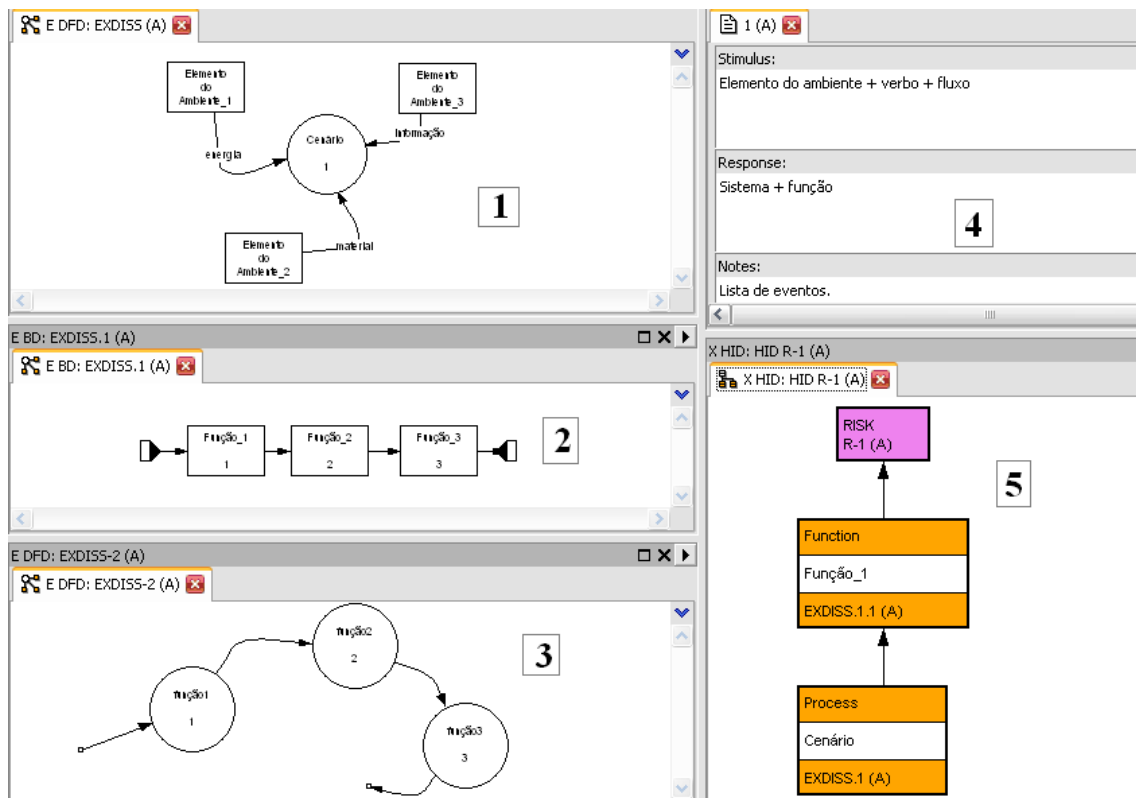 E DFD: EXDISS (A)
Elemento
do
Ambiente_1
Elemento
do
Ambiente_3
Informação
energia
Cenário
1
1
Elemento
do
Ambiente_2
material
E BD: EXDISS.1 (A)
E BD: EXDISS.1 (A)
Função_1
1
Função_2
2
Função_3
3
2
E DFD: EXDISS-2 (A)
E DFD: EXDISS-2 (A)
função2
2
função1
1
função3
3
3
1 (A)
Stimulus:
Elemento do ambiente + verbo + fluxo
Response:
Sistema + função
4
Notes:
Lista de eventos.
X HID: HID R-1 (A)
X HID: HID R-1 (A)
RISK
R-1 (A)
5
Function
Função_1
EXDISS.1.1 (A)
Process
Cenário
EXDISS.1 (A)